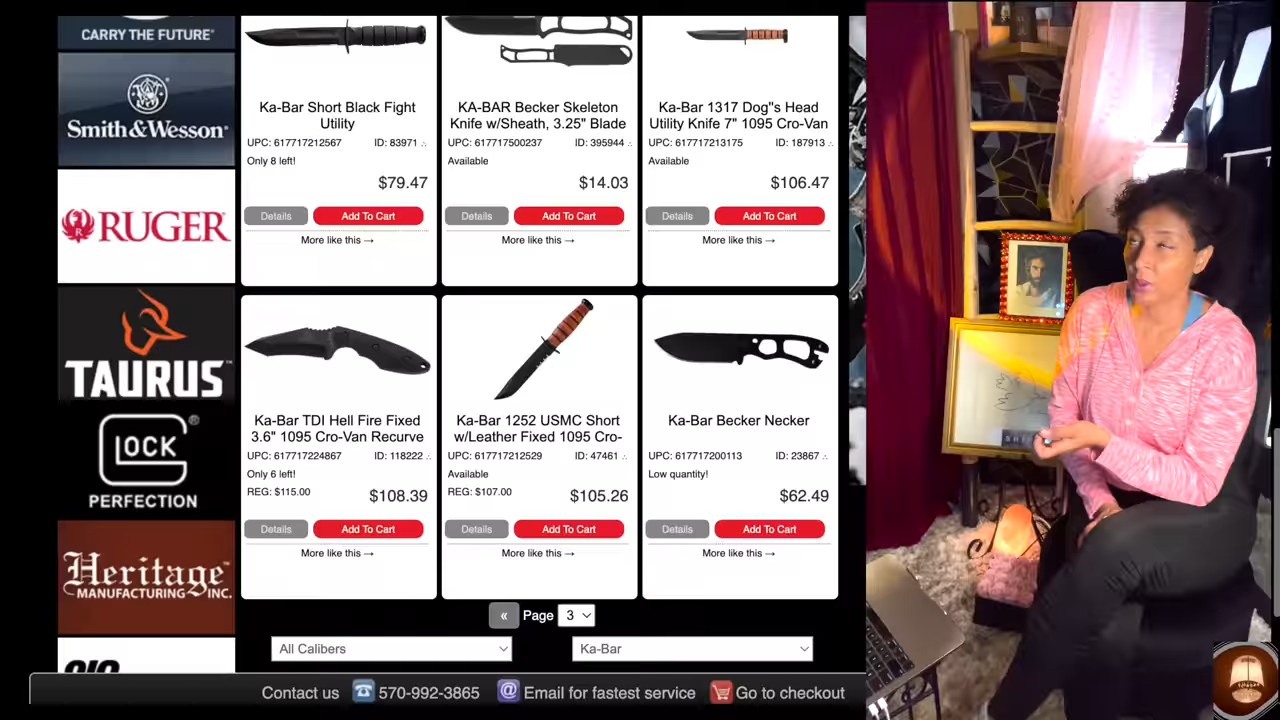 CARRY THE FUTURE®
Smith & Wesson®
RUGER®
TAURUS™
GLOCK®
PERFECTION
Heritage™
MANUFACTURING INC.
Ka-Bar Short Black Fight
Utility
UPC: 617717212567 ID: 83971
Only 8 left!
$79.47
Details Add To Cart
More like this →
KA-BAR Becker Skeleton
Knife w/Sheath, 3.25" Blade
UPC: 617717500237 ID: 395944
Available
$14.03
Details Add To Cart
More like this →
Ka-Bar 1317 Dog"s Head
Utility Knife 7" 1095 Cro-Van
UPC: 617717213175 ID: 187913
Available
$106.47
Details Add To Cart
More like this →
Ka-Bar TDI Hell Fire Fixed
3.6" 1095 Cro-Van Recurve
UPC: 617717224867 ID: 118222
Only 6 left!
REG: $115.00 $108.39
Details Add To Cart
More like this →
Ka-Bar 1252 USMC Short
w/Leather Fixed 1095 Cro-
UPC: 617717212529 ID: 47461
Available
REG: $107.00 $105.26
Details Add To Cart
More like this →
Ka-Bar Becker Necker
UPC: 617717200113 ID: 23867
Low quantity!
$62.49
Details Add To Cart
More like this →
« Page 3
All Calibers Ka-Bar
Contact us 570-992-3865 @ Email for fastest service Go to checkout